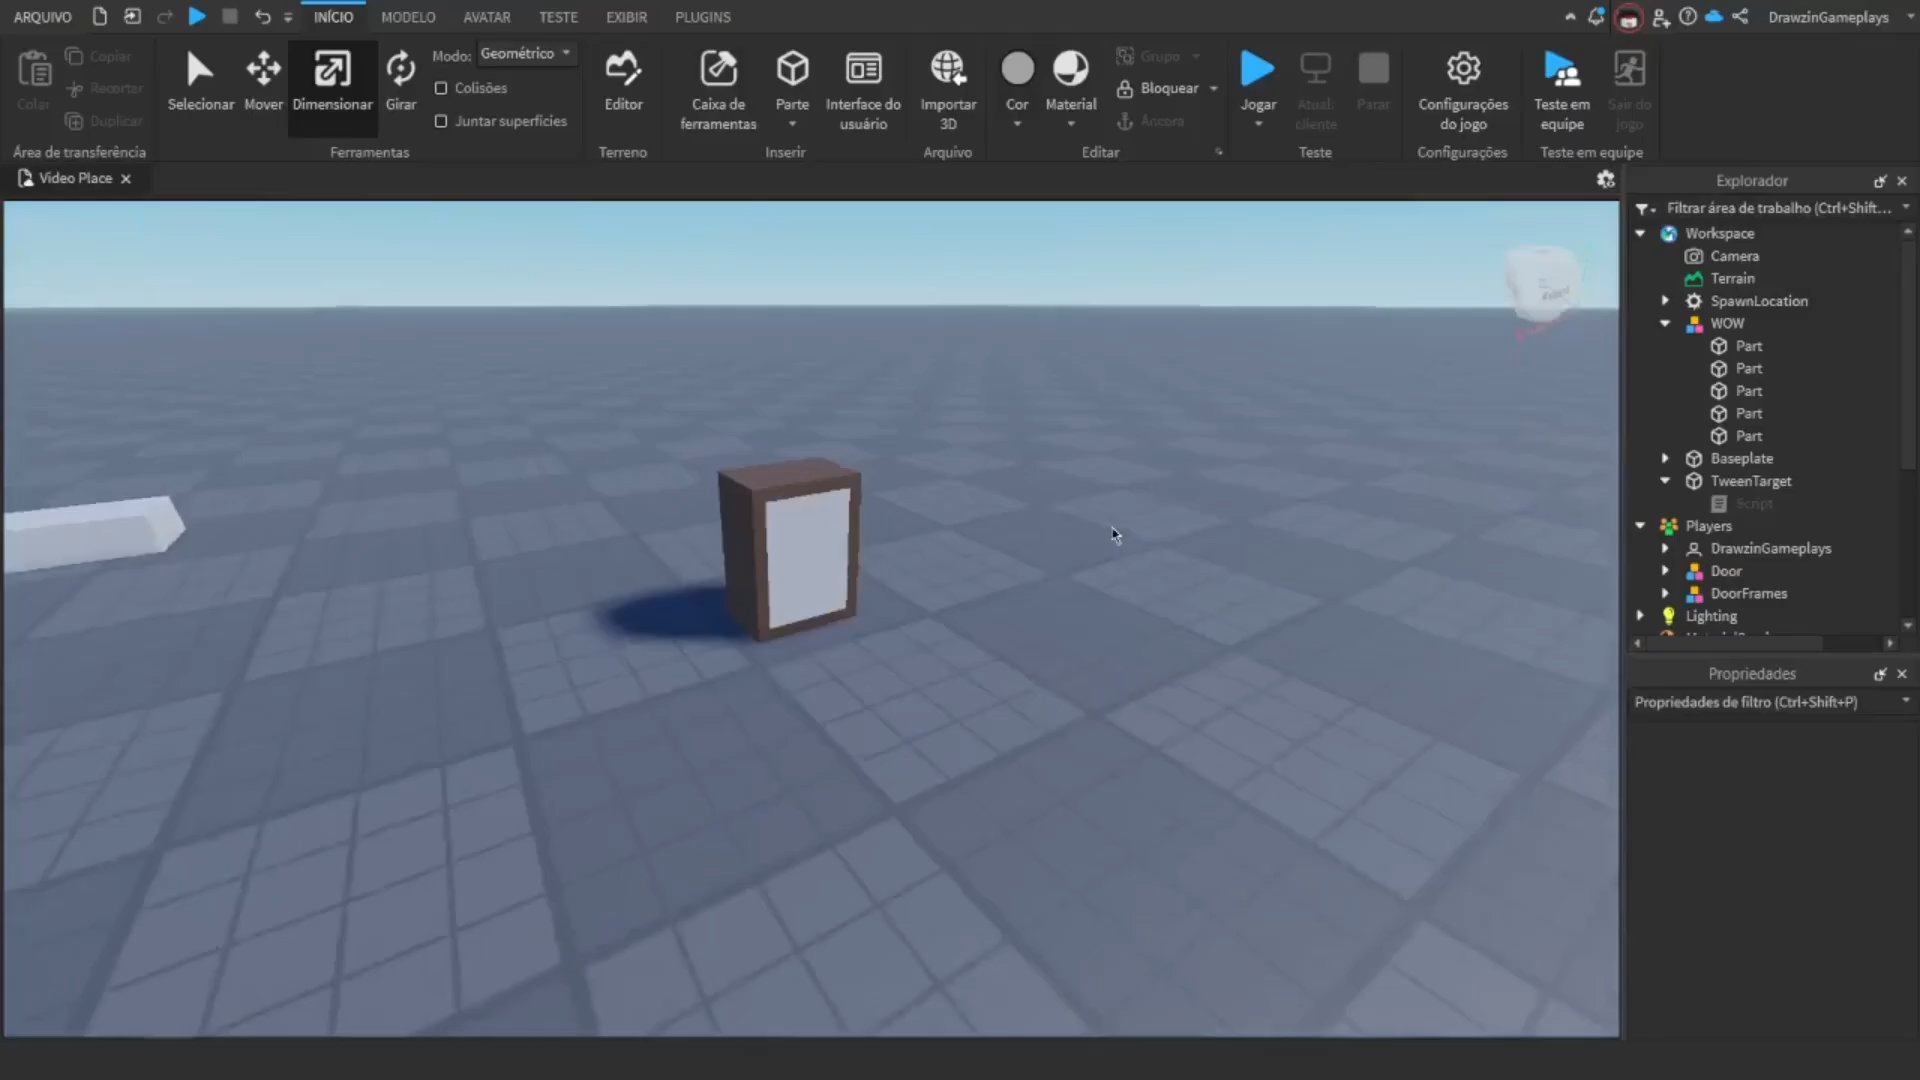 ARQUIVO
INÍCIO MODELO AVATAR TESTE EXIBIR PLUGINS
DrawzinGameplays
Colar
Copiar
Recortar
Duplicar
Área de transferência
Selecionar Mover Dimensionar Girar
Modo: Geométrico
Colisões
Juntar superfícies
Ferramentas
Editor
Terreno
Caixa de ferramentas
Parte
Interface do usuário
Inserir
Importar 3D
Arquivo
Cor
Material
Grupo
Bloquear
Âncora
Editar
Jogar
Atual. cliente
Parar
Teste
Configurações do jogo
Configurações
Teste em equipe
Sair do jogo
Teste em equipe
Video Place
Explorador
Filtrar área de trabalho (Ctrl+Shift...
Workspace
Camera
Terrain
SpawnLocation
WOW
Part
Part
Part
Part
Part
Baseplate
TweenTarget
Script
Players
DrawzinGameplays
Door
DoorFrames
Lighting
Propriedades
Propriedades de filtro (Ctrl+Shift+P)